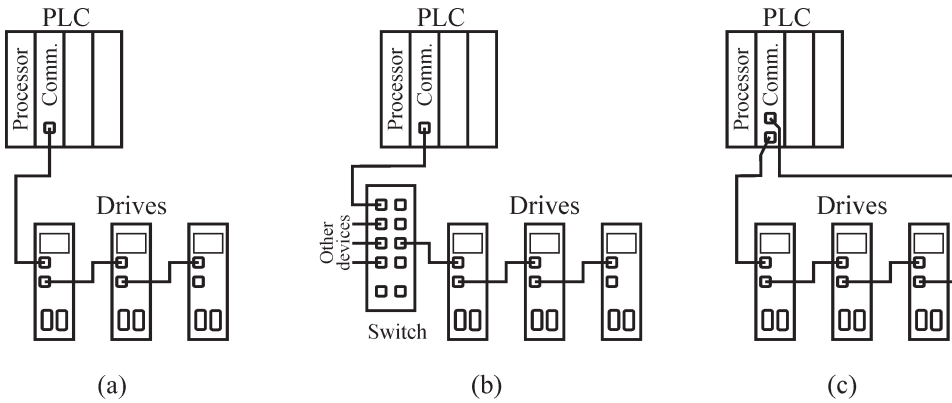 PLC
Processor
Comm.
Drives
(a)
PLC
Processor
Comm.
Other
devices
Switch
Drives
(b)
PLC
Processor
Comm.
Drives
(c)